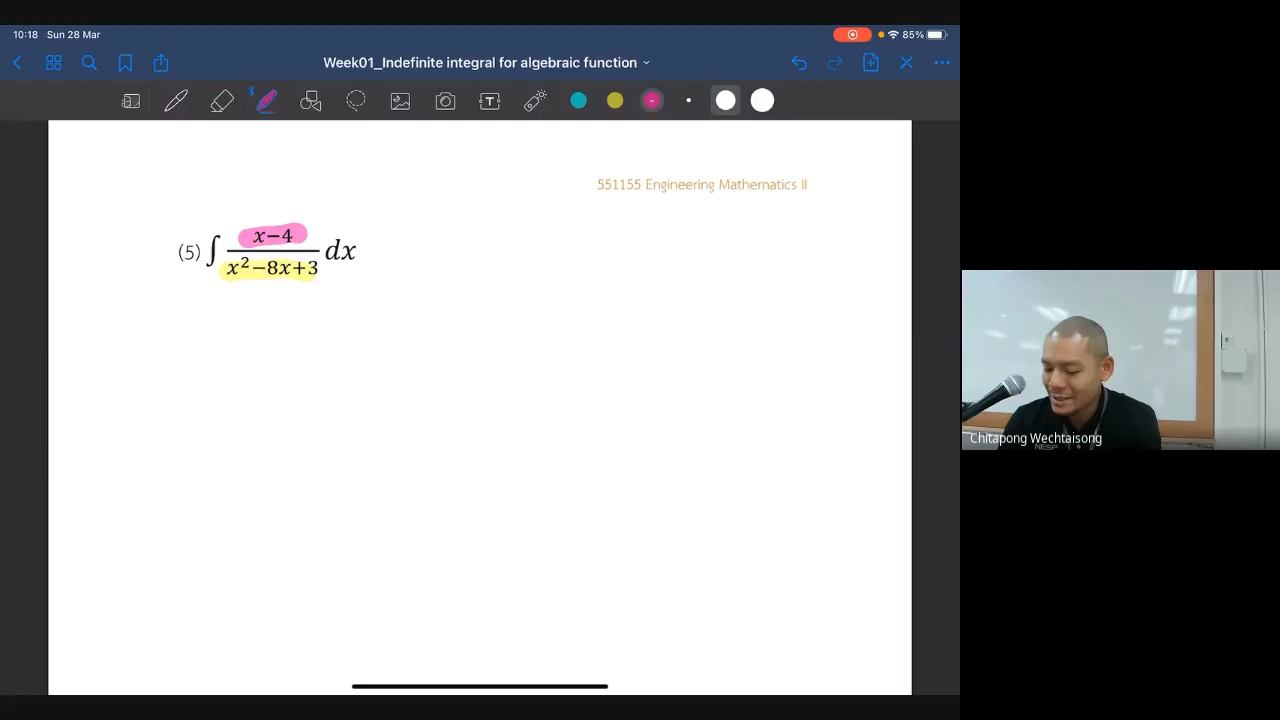 10:18 Sun 28 Mar
85%
Week01_Indefinite integral for algebraic function
T
551155 Engineering Mathematics II
(5) ∫ (x−4)/(x²−8x+3) dx
Chitapong Wechtaisong